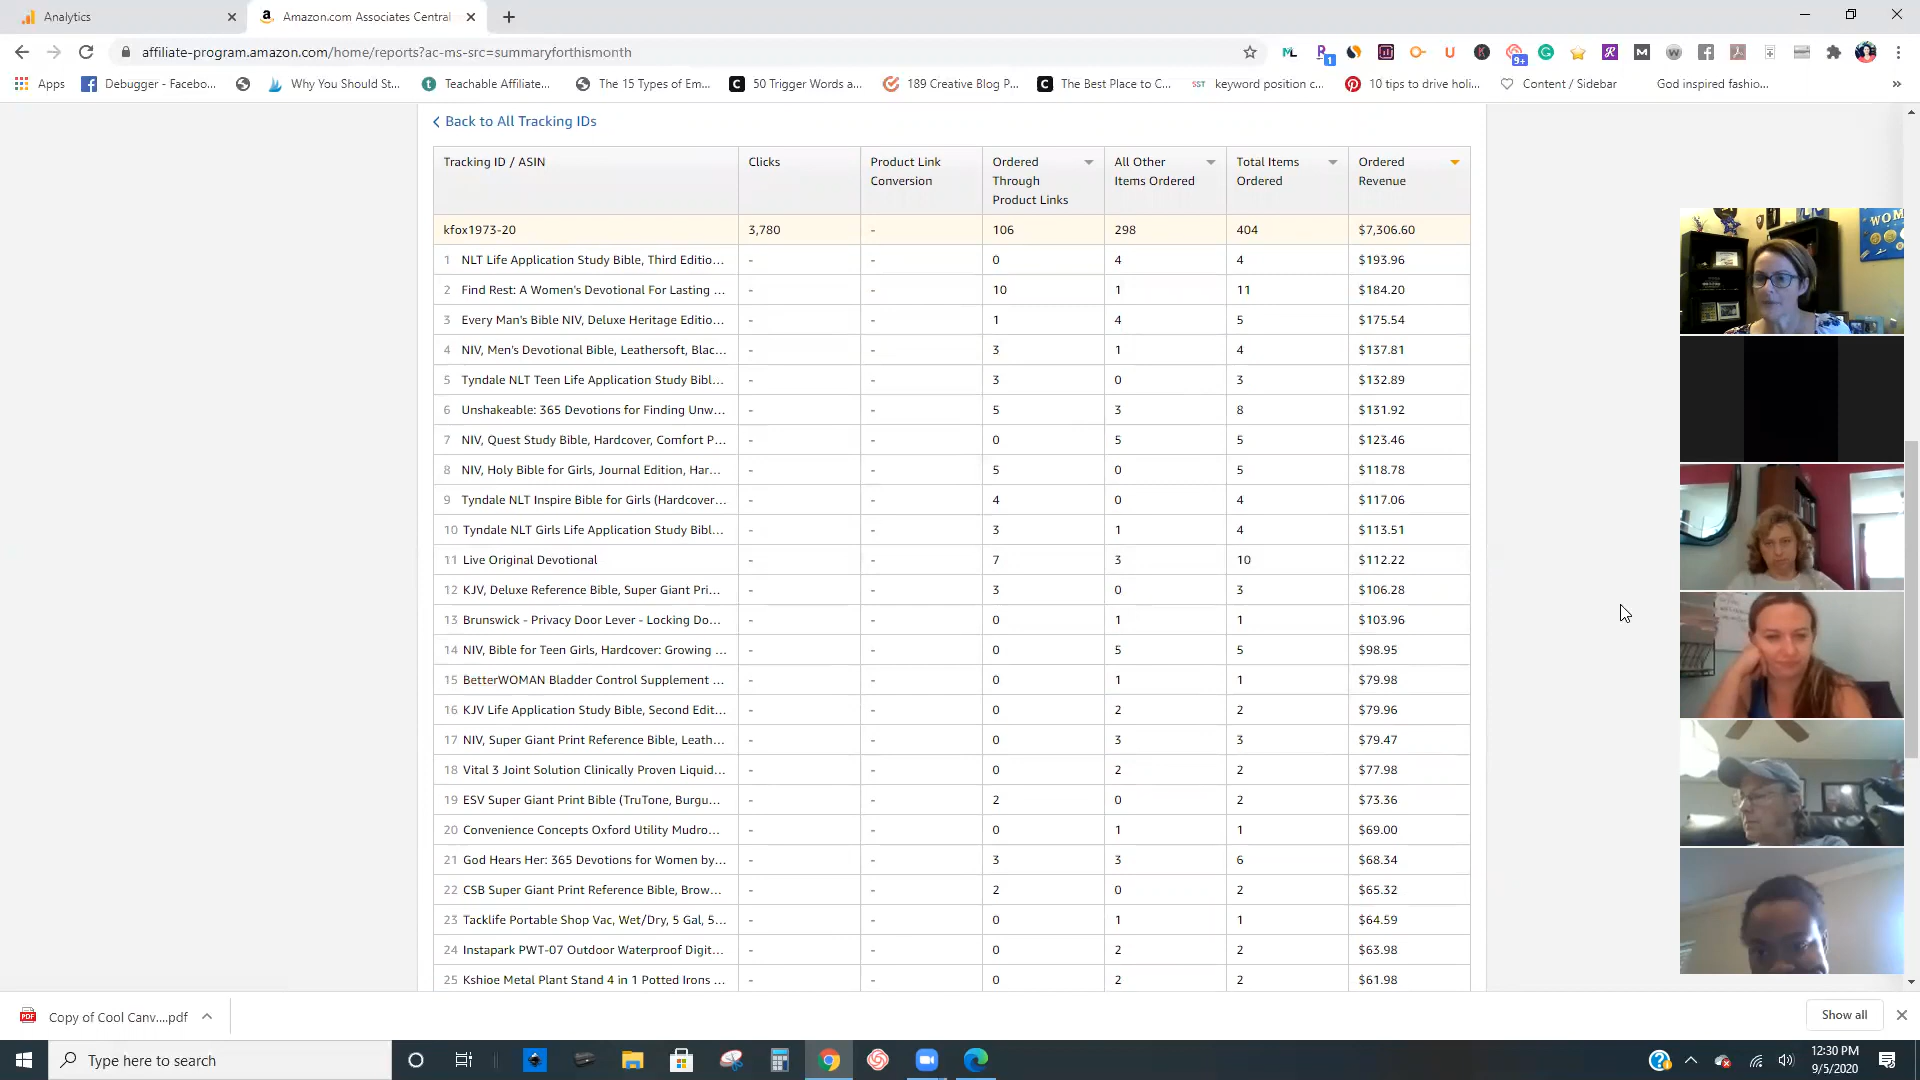 Analytics
Amazon.com Associates Central
affiliate-program.amazon.com/home/reports?ac-ms-src=summaryforthismonth
Apps Debugger - Facebo... Why You Should St... Teachable Affiliate... The 15 Types of Em... 50 Trigger Words a... 189 Creative Blog P... The Best Place to C... SST keyword position c... 10 tips to drive holi... Content / Sidebar God inspired fashio...
Back to All Tracking IDs
Tracking ID / ASIN Clicks Product Link Conversion Ordered Through Product Links All Other Items Ordered Total Items Ordered Ordered Revenue
kfox1973-20 3,780 - 106 298 404 $7,306.60
1 NLT Life Application Study Bible, Third Editio... - - 0 4 4 $193.96
2 Find Rest: A Women's Devotional For Lasting ... - - 10 1 11 $184.20
3 Every Man's Bible NIV, Deluxe Heritage Editio... - - 1 4 5 $175.54
4 NIV, Men's Devotional Bible, Leathersoft, Blac... - - 3 1 4 $137.81
5 Tyndale NLT Teen Life Application Study Bibl... - - 3 0 3 $132.89
6 Unshakeable: 365 Devotions for Finding Unw... - - 5 3 8 $131.92
7 NIV, Quest Study Bible, Hardcover, Comfort P... - - 0 5 5 $123.46
8 NIV, Holy Bible for Girls, Journal Edition, Har... - - 5 0 5 $118.78
9 Tyndale NLT Inspire Bible for Girls (Hardcover... - - 4 0 4 $117.06
10 Tyndale NLT Girls Life Application Study Bibl... - - 3 1 4 $113.51
11 Live Original Devotional - - 7 3 10 $112.22
12 KJV, Deluxe Reference Bible, Super Giant Pri... - - 3 0 3 $106.28
13 Brunswick - Privacy Door Lever - Locking Do... - - 0 1 1 $103.96
14 NIV, Bible for Teen Girls, Hardcover: Growing ... - - 0 5 5 $98.95
15 BetterWOMAN Bladder Control Supplement ... - - 0 1 1 $79.98
16 KJV Life Application Study Bible, Second Edit... - - 0 2 2 $79.96
17 NIV, Super Giant Print Reference Bible, Leath... - - 0 3 3 $79.47
18 Vital 3 Joint Solution Clinically Proven Liquid... - - 0 2 2 $77.98
19 ESV Super Giant Print Bible (TruTone, Burgu... - - 2 0 2 $73.36
20 Convenience Concepts Oxford Utility Mudro... - - 0 1 1 $69.00
21 God Hears Her: 365 Devotions for Women by... - - 3 3 6 $68.34
22 CSB Super Giant Print Reference Bible, Brow... - - 2 0 2 $65.32
23 Tacklife Portable Shop Vac, Wet/Dry, 5 Gal, 5... - - 0 1 1 $64.59
24 Instapark PWT-07 Outdoor Waterproof Digit... - - 0 2 2 $63.98
25 Kshioe Metal Plant Stand 4 in 1 Potted Irons ... - - 0 2 2 $61.98
WOM
Copy of Cool Canv....pdf
Show all
Type here to search
12:30 PM
9/5/2020